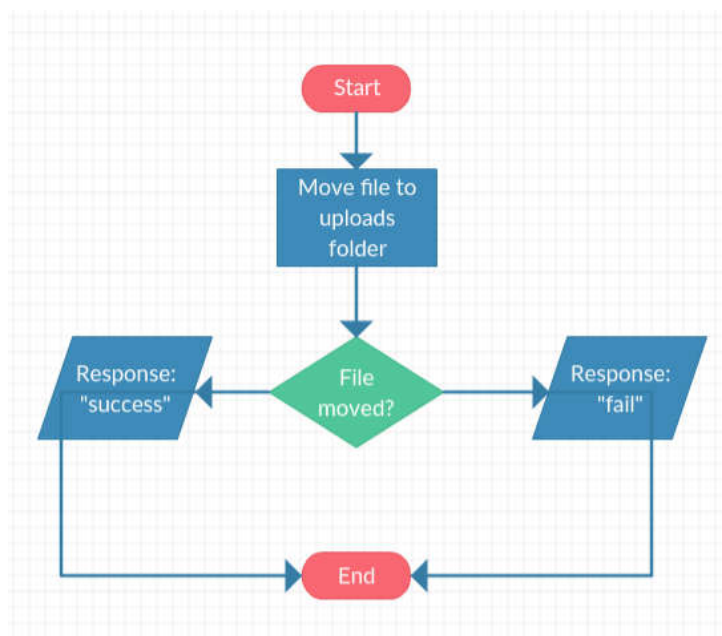 Start
Move file to
uploads
folder
File
moved?
Response:
"success"
Response:
"fail"
End